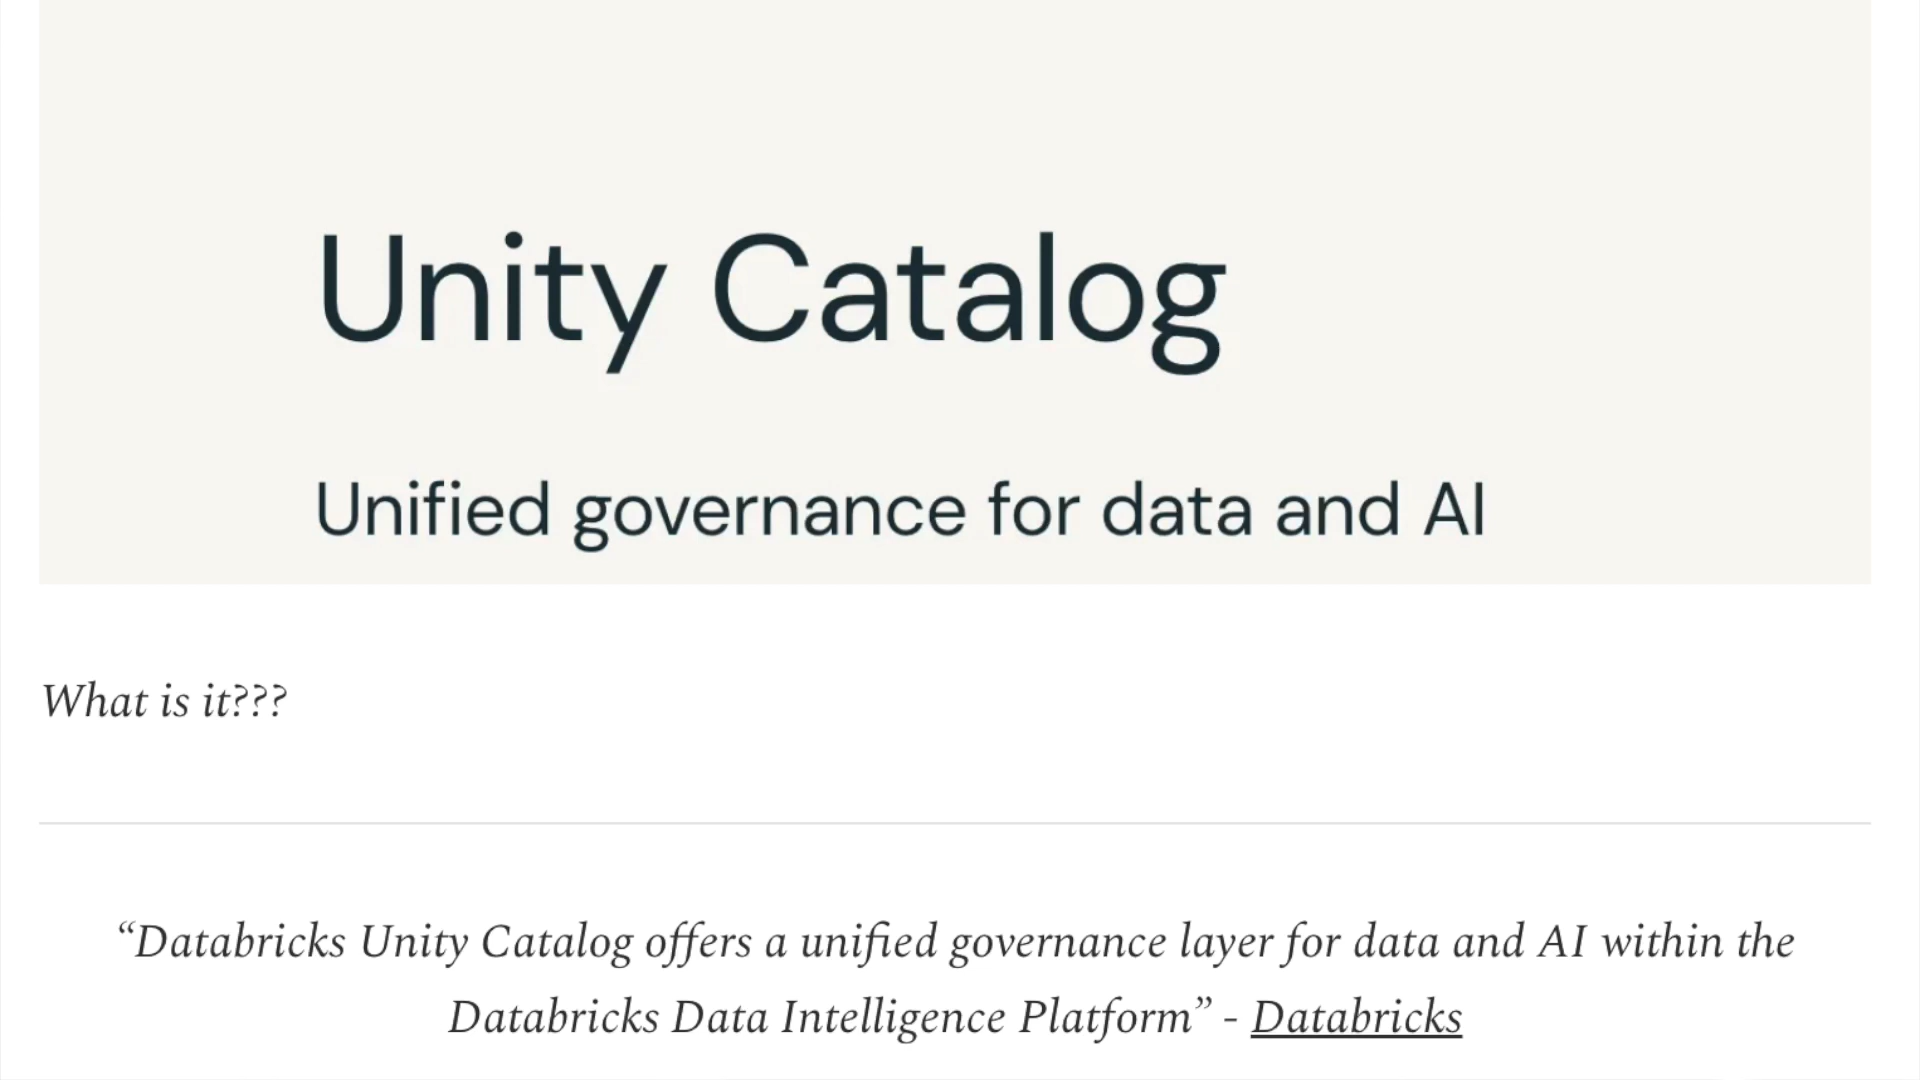 Unity Catalog
Unified governance for data and AI
What is it???
“Databricks Unity Catalog offers a unified governance layer for data and AI within the
Databricks Data Intelligence Platform” - Databricks